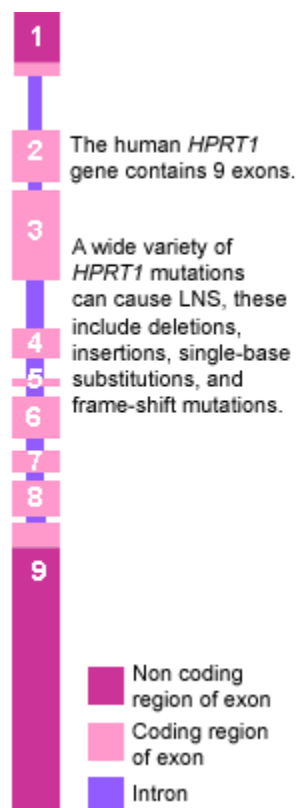 1
2
The human HPRT1
gene contains 9 exons.
3
A wide variety of
HPRT1 mutations
can cause LNS, these
include deletions,
insertions, single-base
substitutions, and
frame-shift mutations.
4
5
6
7
8
9
Non coding
region of exon
Coding region
of exon
Intron